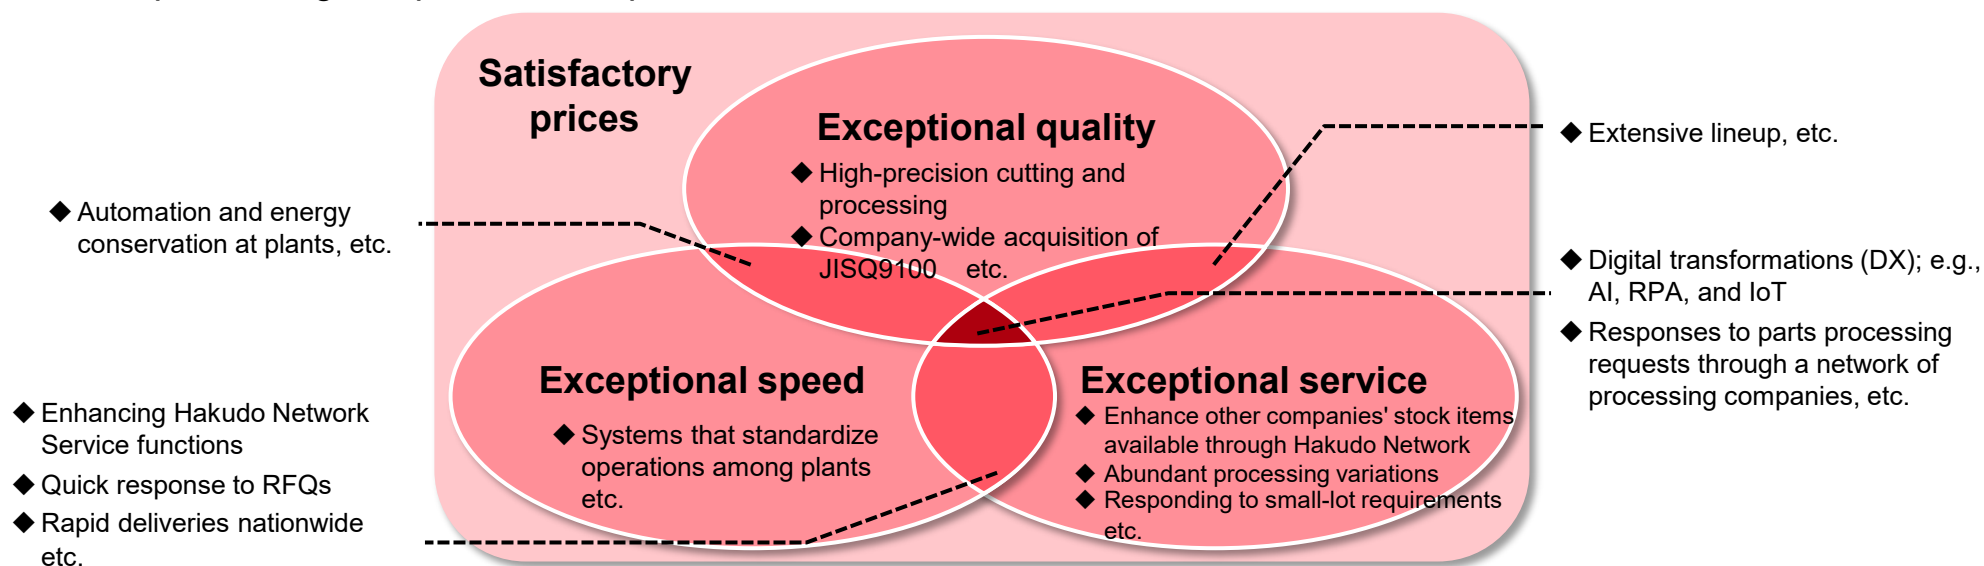 Satisfactory
prices
Exceptional quality
◆ High-precision cutting and
processing
◆ Company-wide acquisition of
JISQ9100 etc.
◆ Extensive lineup, etc.
◆ Automation and energy
conservation at plants, etc.
◆ Digital transformations (DX); e.g.,
AI, RPA, and IoT
◆ Responses to parts processing
requests through a network of
processing companies, etc.
Exceptional speed
◆ Systems that standardize
operations among plants
etc.
Exceptional service
◆ Enhance other companies' stock items
available through Hakudo Network
◆ Abundant processing variations
◆ Responding to small-lot requirements
etc.
◆ Enhancing Hakudo Network
Service functions
◆ Quick response to RFQs
◆ Rapid deliveries nationwide
etc.